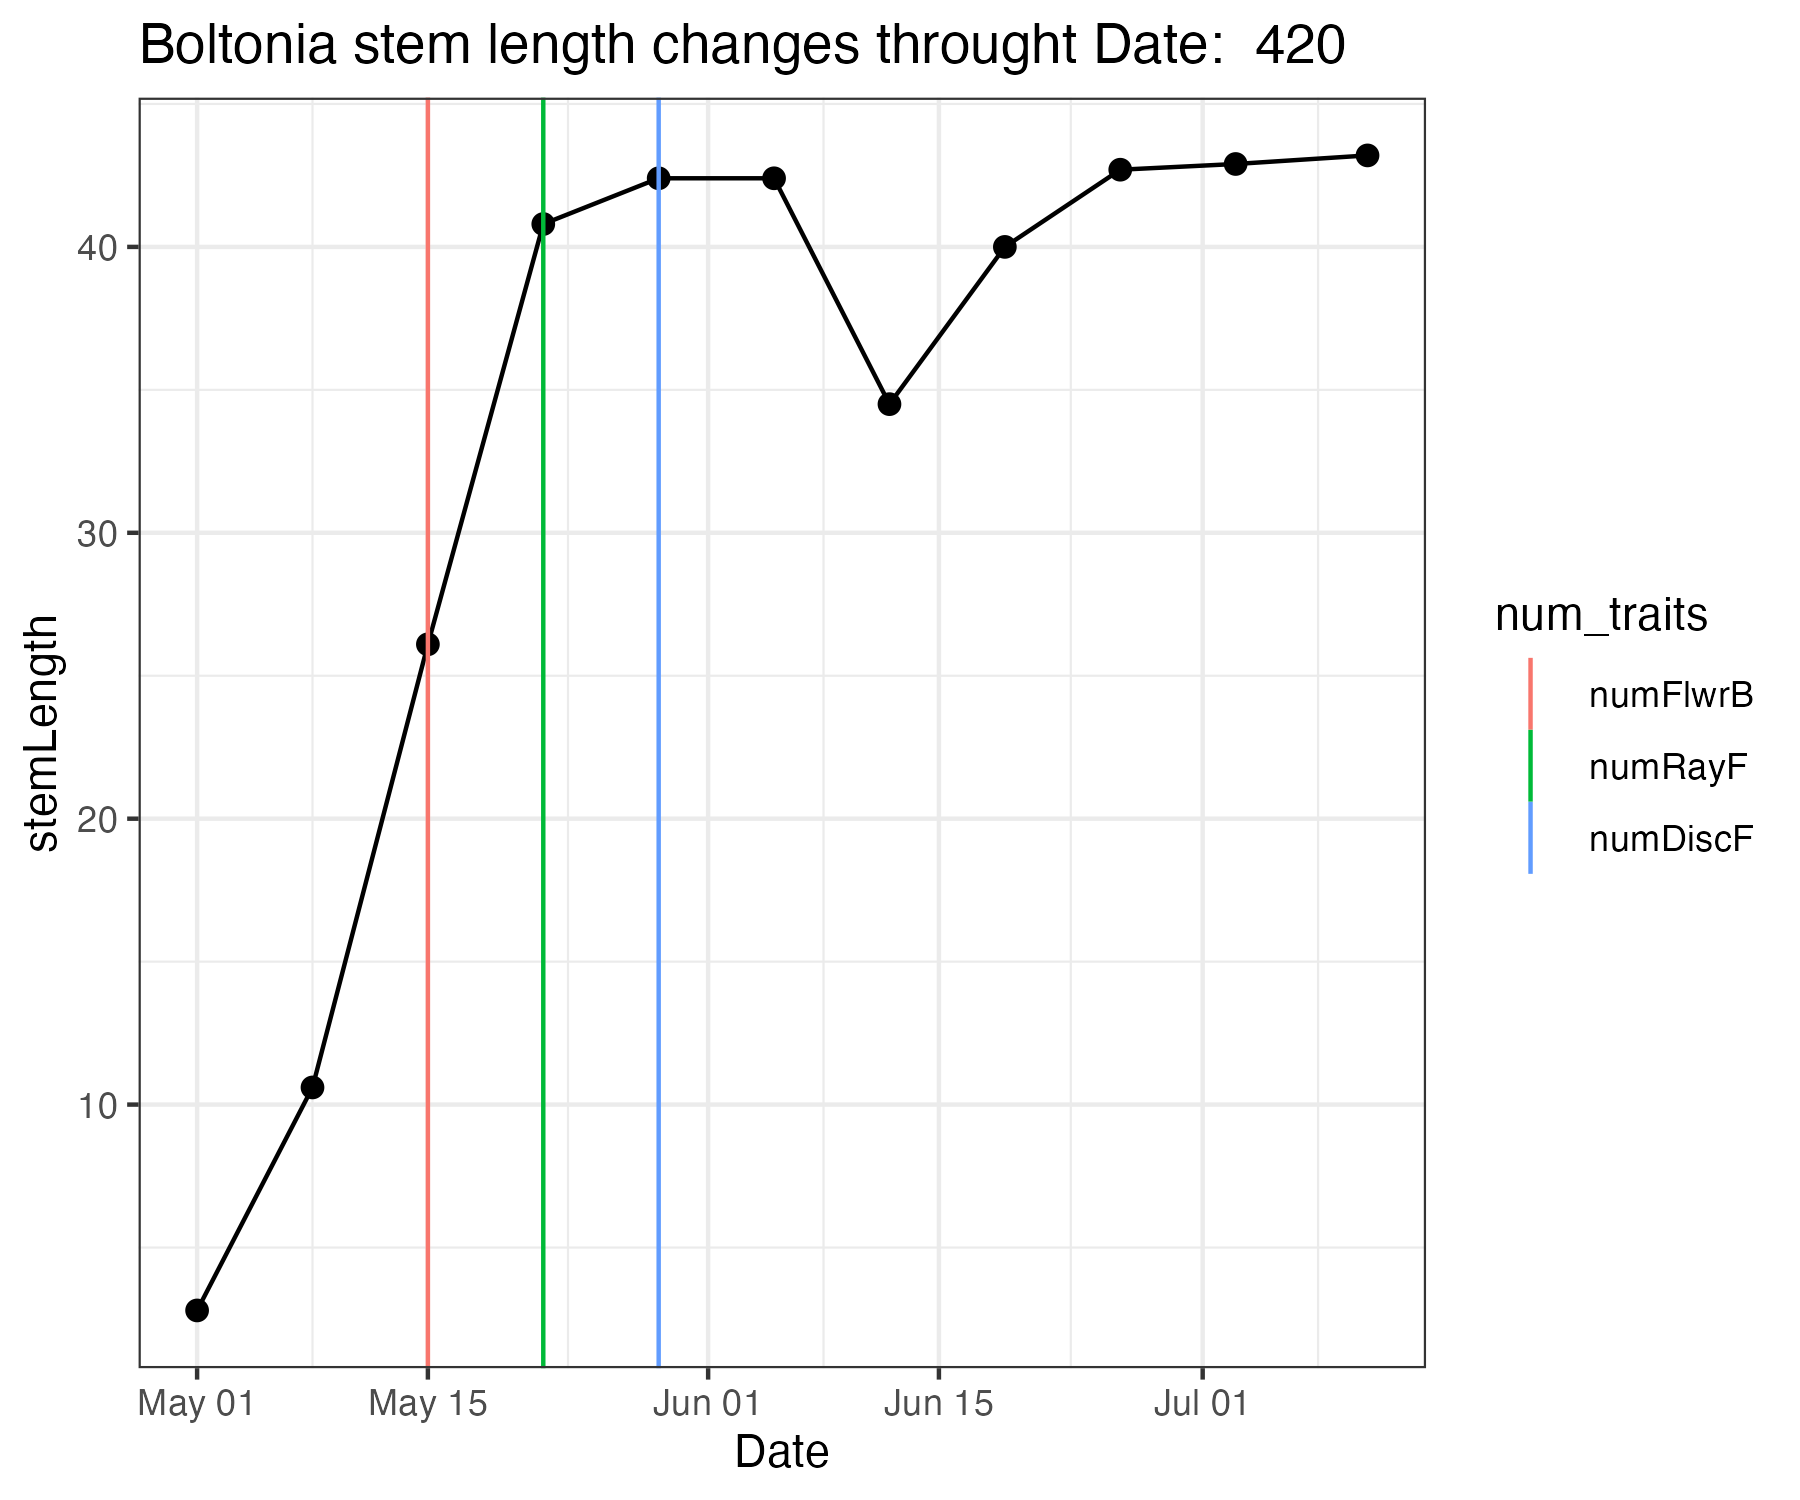 Boltonia stem length changes throught Date:  420
stemLength
40
30
20
10
May 01
May 15
Jun 01
Jun 15
Jul 01
Date
num_traits
numFlwrB
numRayF
numDiscF